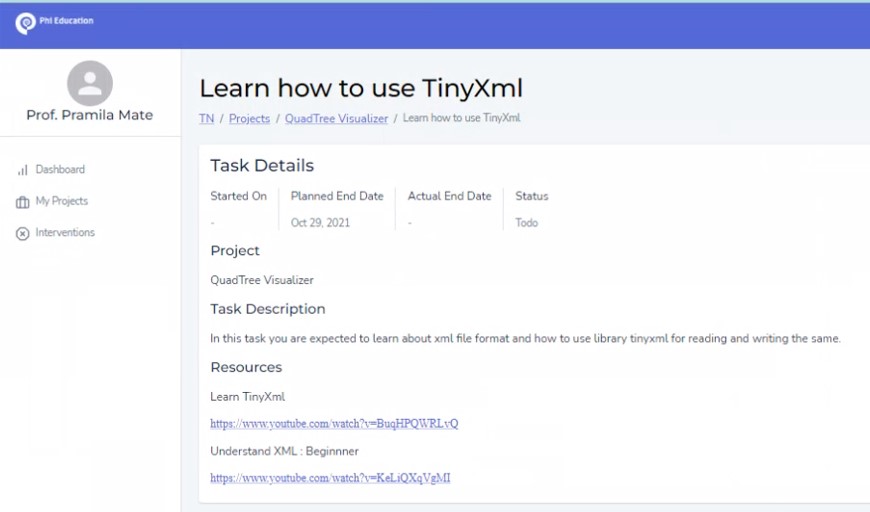 Phi Education
Prof. Pramila Mate
Dashboard
My Projects
Interventions
Learn how to use TinyXml
TN / Projects / QuadTree Visualizer / Learn how to use TinyXml
Task Details
Started On Planned End Date Actual End Date Status
- Oct 29, 2021 - Todo
Project
QuadTree Visualizer
Task Description
In this task you are expected to learn about xml file format and how to use library tinyxml for reading and writing the same.
Resources
Learn TinyXml
https://www.youtube.com/watch?v=BuqHPQWRLvQ
Understand XML : Beginnner
https://www.youtube.com/watch?v=KeLiQXqVgMI